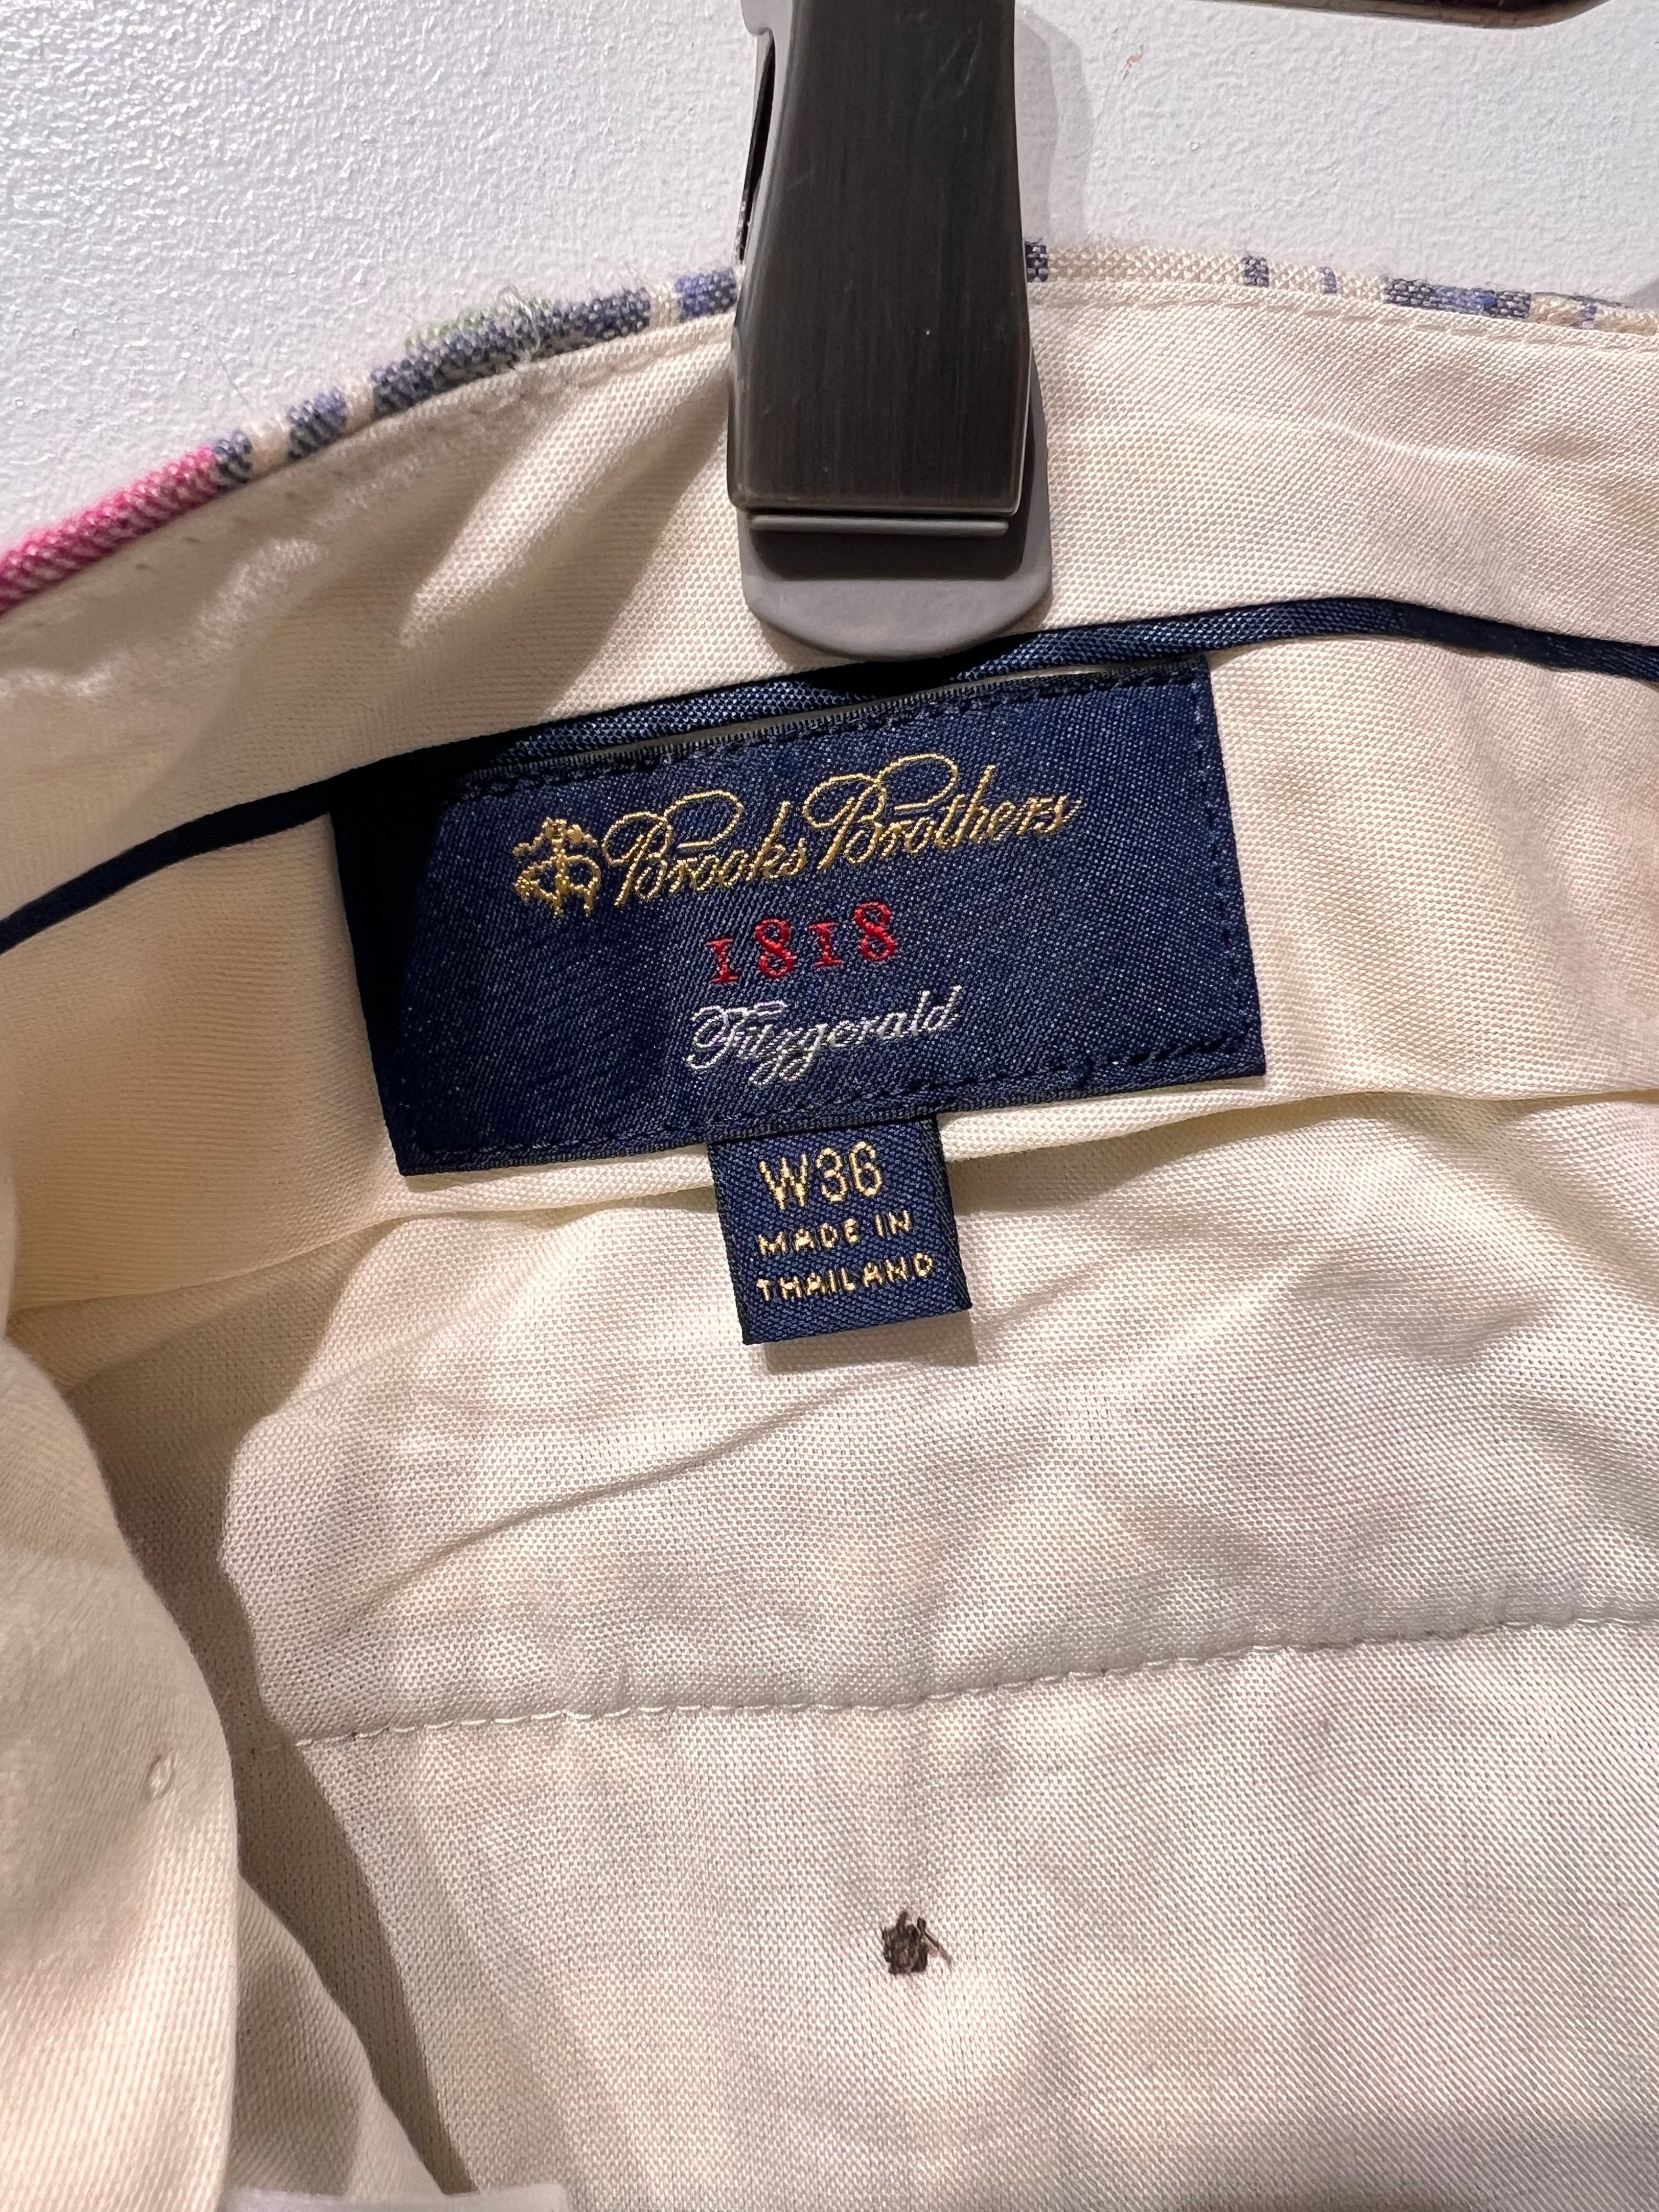 Brooks Brothers
1818
Fitzgerald
W36
MADE IN
THAILAND